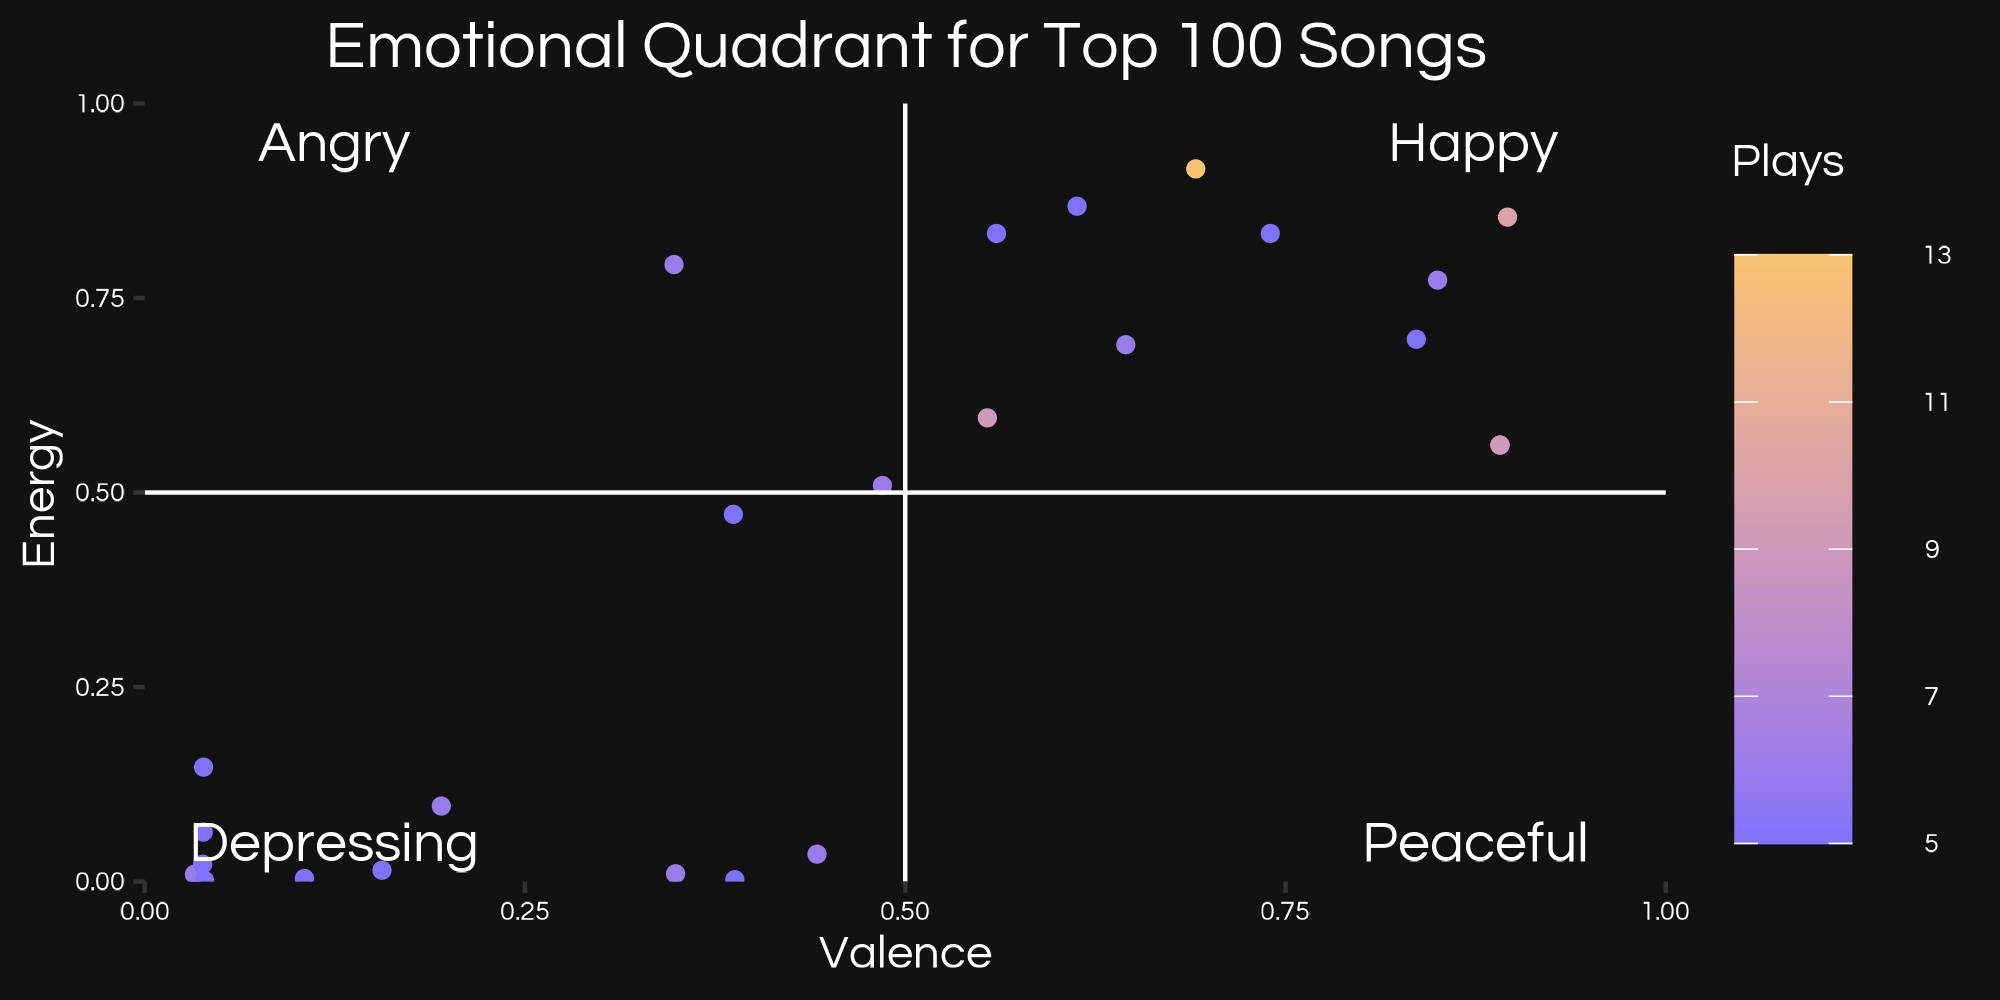 Emotional Quadrant for Top 100 Songs
1.00
Angry
Happy
Plays
0.75
0.50
0.25
0.00
Energy
Depressing
Peaceful
13
11
9
7
5
0.00
0.25
0.50
0.75
1.00
Valence